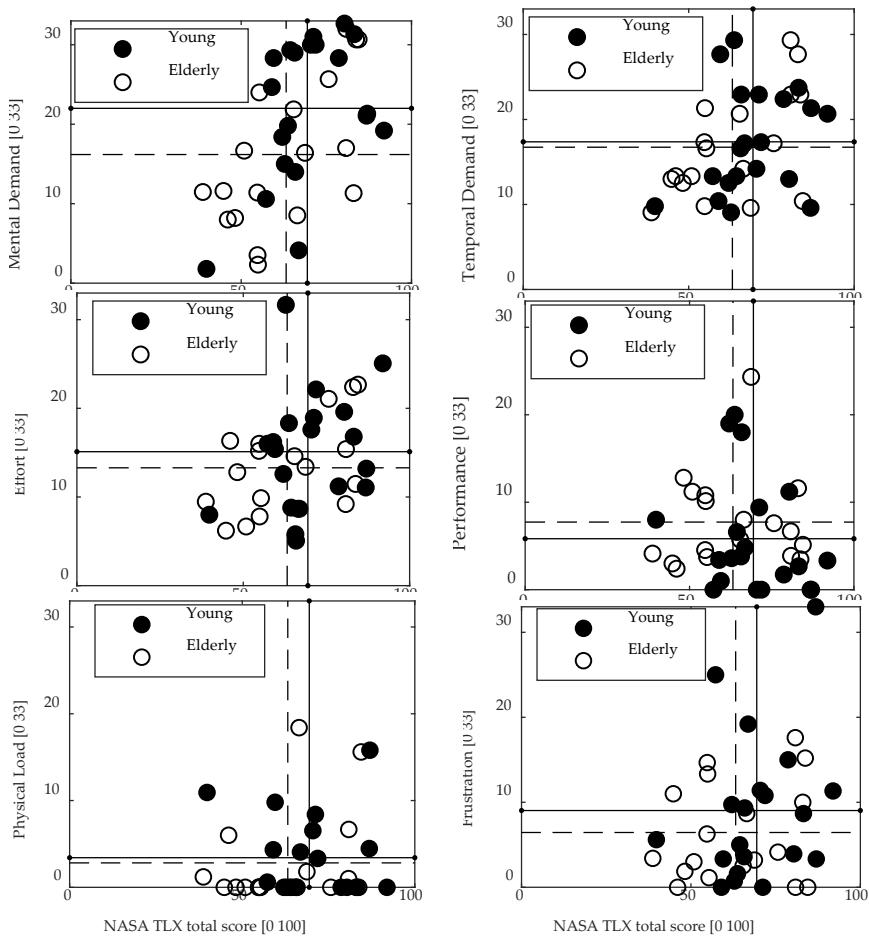 Young
Elderly
Mental Demand [0 33]
30
20
10
0
0
50
100
Young
Elderly
Temporal Demand [0 33]
30
20
10
0
0
50
100
Young
Elderly
Effort [0 33]
30
20
10
0
0
50
100
Young
Elderly
Performance [0 33]
30
20
10
0
0
50
100
Young
Elderly
Physical Load [0 33]
30
20
10
0
0
50
100
NASA TLX total score [0 100]
Young
Elderly
Frustration [0 33]
30
20
10
0
0
50
100
NASA TLX total score [0 100]